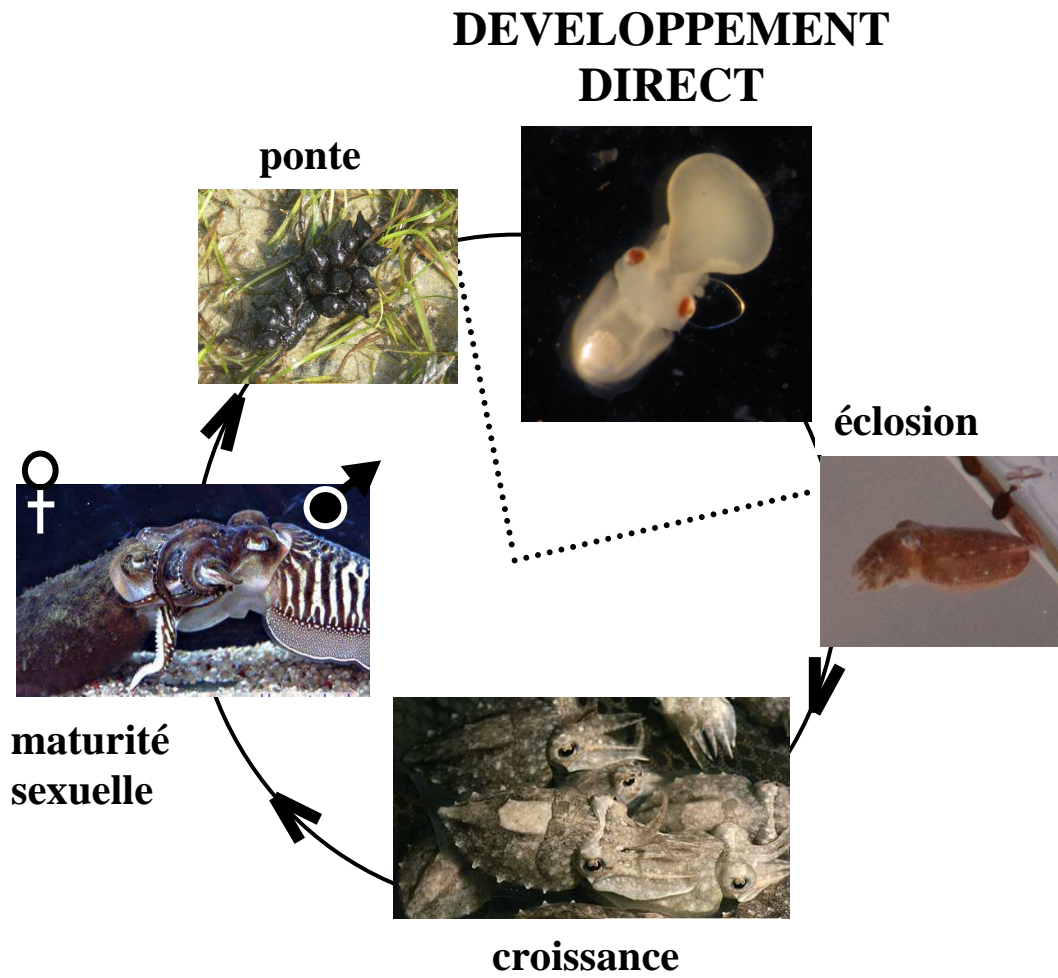 DEVELOPPEMENT
DIRECT
ponte
éclosion
maturité
sexuelle
croissance